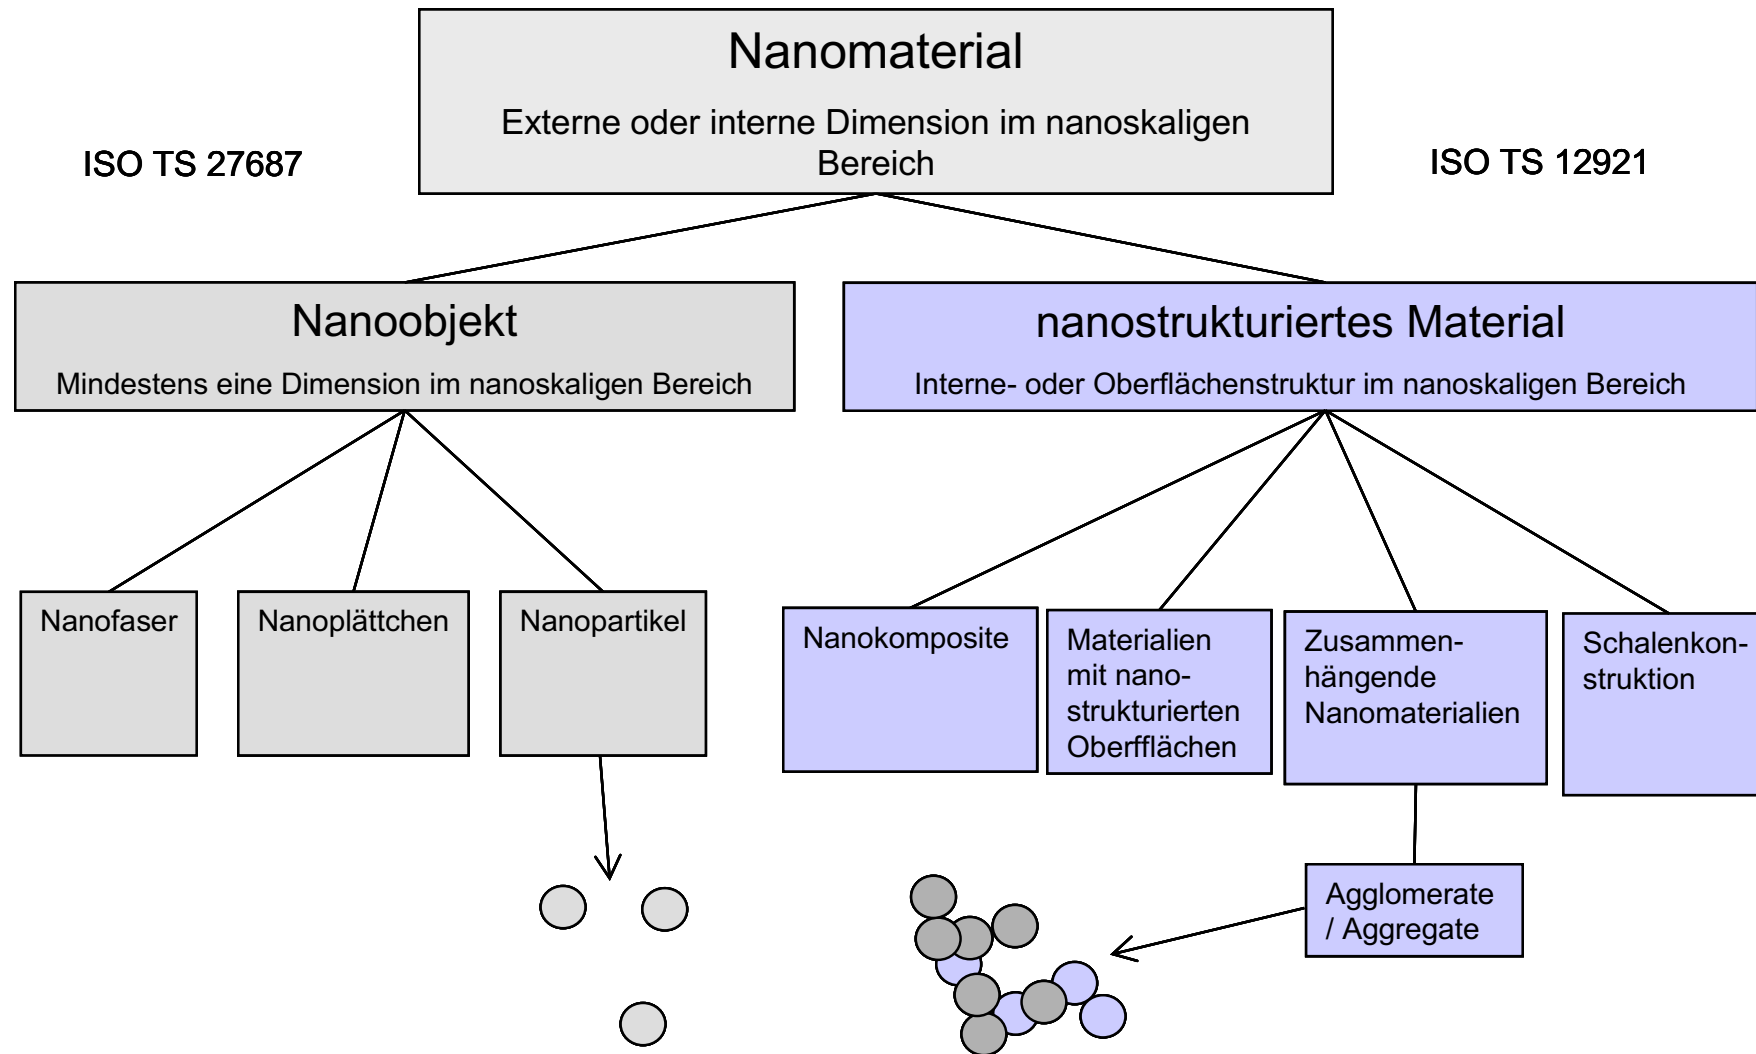 Nanomaterial
Externe oder interne Dimension im nanoskaligen
Bereich
ISO TS 27687
ISO TS 12921
Nanoobjekt
Mindestens eine Dimension im nanoskaligen Bereich
nanostrukturiertes Material
Interne- oder Oberflächenstruktur im nanoskaligen Bereich
Nanofaser
Nanoplättchen
Nanopartikel
Nanokomposite
Materialien
mit nano-
strukturierten
Oberfflächen
Zusammen-
hängende
Nanomaterialien
Schalenkon-
struktion
Agglomerate
/ Aggregate